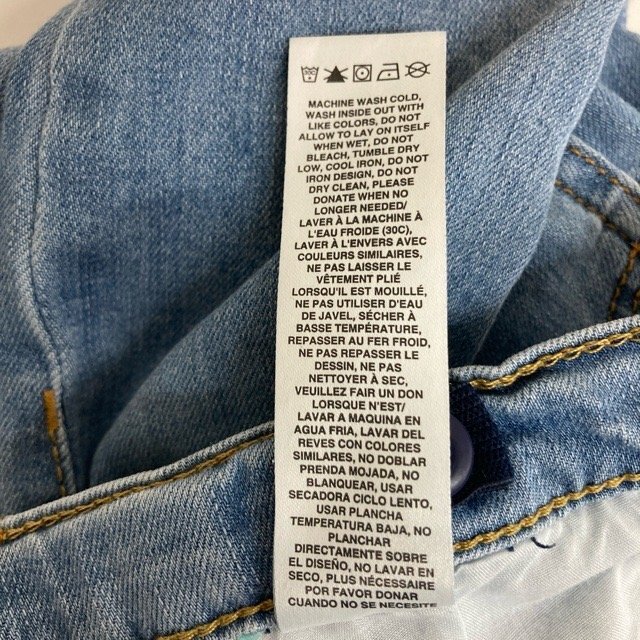 MACHINE WASH COLD,
WASH INSIDE OUT WITH
LIKE COLORS, DO NOT
ALLOW TO LAY ON ITSELF
WHEN WET, DO NOT
BLEACH, TUMBLE DRY
LOW, COOL IRON, DO NOT
IRON DESIGN, DO NOT
DRY CLEAN, PLEASE
DONATE WHEN NO
LONGER NEEDED/
LAVER À LA MACHINE À
L'EAU FROIDE (30C),
LAVER À L'ENVERS AVEC
COULEURS SIMILAIRES,
NE PAS LAISSER LE
VÊTEMENT PLIÉ
LORSQU'IL EST MOUILLÉ,
NE PAS UTILISER D'EAU
DE JAVEL, SÉCHER À
BASSE TEMPÉRATURE,
REPASSER AU FER FROID,
NE PAS REPASSER LE
DESSIN, NE PAS
NETTOYER À SEC,
VEUILLEZ FAIR UN DON
LORSQUE N'EST/
LAVAR A MAQUINA EN
AGUA FRIA, LAVAR DEL
REVES CON COLORES
SIMILARES, NO DOBLAR
PRENDA MOJADA, NO
BLANQUEAR, USAR
SECADORA CICLO LENTO,
USAR PLANCHA
TEMPERATURA BAJA, NO
PLANCHAR
DIRECTAMENTE SOBRE
EL DISEÑO, NO LAVAR EN
SECO, PLUS NÉCESSAIRE
POR FAVOR DONAR
CUANDO NO SE NECESITE